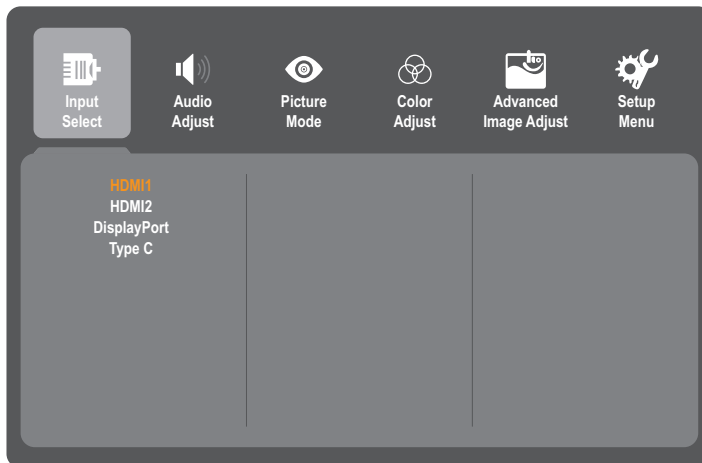 Input
Select
Audio
Adjust
Picture
Mode
Color
Adjust
Advanced
Image Adjust
Setup
Menu
HDMI1
HDMI2
DisplayPort
Type C